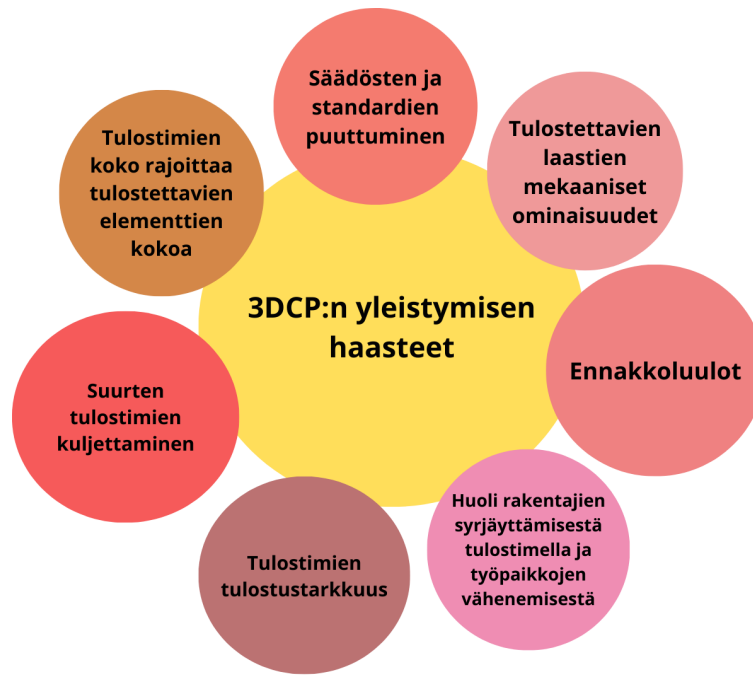 Säädösten ja
standardien
puuttuminen
Tulostettavien
laastien
mekaaniset
ominaisuudet
Ennakkoluulot
Huoli rakentajien
syrjäyttämisestä
tulostimella ja
työpaikkojen
vähenemisestä
Tulostimien
tulostustarkkuus
Suurten
tulostimien
kuljettaminen
Tulostimien
koko rajoittaa
tulostettavien
elementtien
kokoa
3DCP:n yleistymisen
haasteet